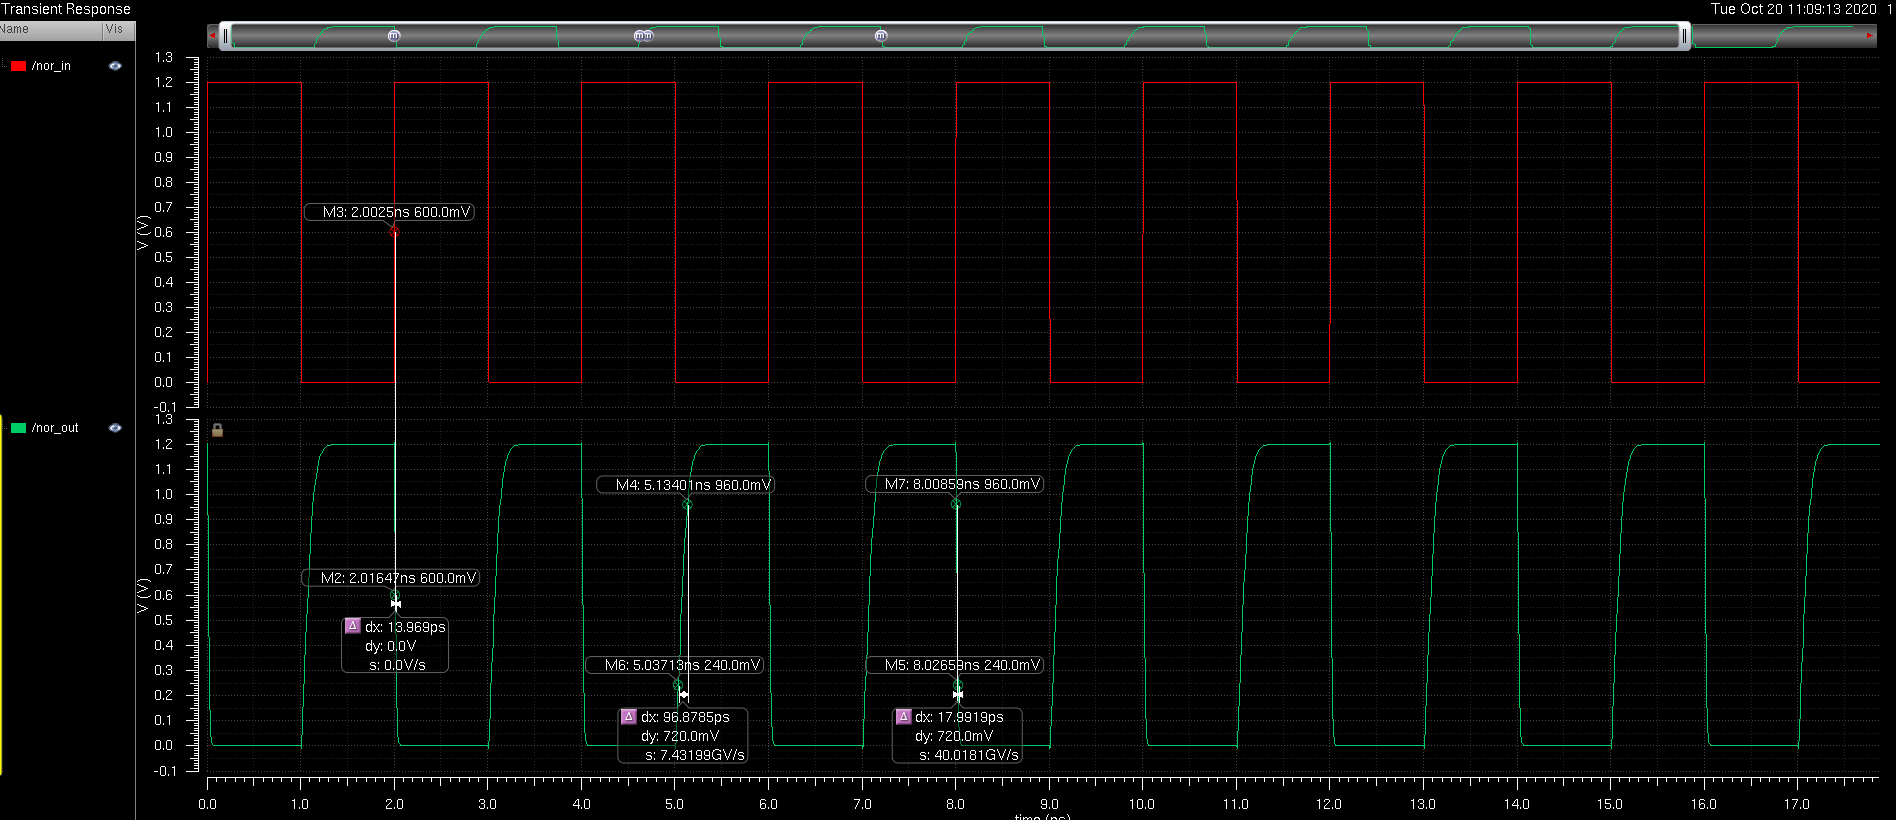 Transient Response
Tue Oct 20 11:09:13 2020 1
Name Vis
/nor_in
1.3
1.2
1.1
1.0
0.9
0.8
0.7
0.6
0.5
0.4
0.3
0.2
0.1
0.0
-0.1
V (V)
M3: 2.0025ns 600.0mV
/nor_out
1.3
1.2
1.1
1.0
0.9
0.8
0.7
0.6
0.5
0.4
0.3
0.2
0.1
0.0
-0.1
V (V)
M4: 5.13401ns 960.0mV
M7: 8.00859ns 960.0mV
M2: 2.01647ns 600.0mV
Δ dx: 13.969ps
dy: 0.0V
s: 0.0V/s
M6: 5.03713ns 240.0mV
M5: 8.02659ns 240.0mV
Δ dx: 96.8785ps
dy: 720.0mV
s: 7.43199GV/s
Δ dx: 17.9919ps
dy: 720.0mV
s: 40.0181GV/s
0.0 1.0 2.0 3.0 4.0 5.0 6.0 7.0 8.0 9.0 10.0 11.0 12.0 13.0 14.0 15.0 16.0 17.0
time (ns)